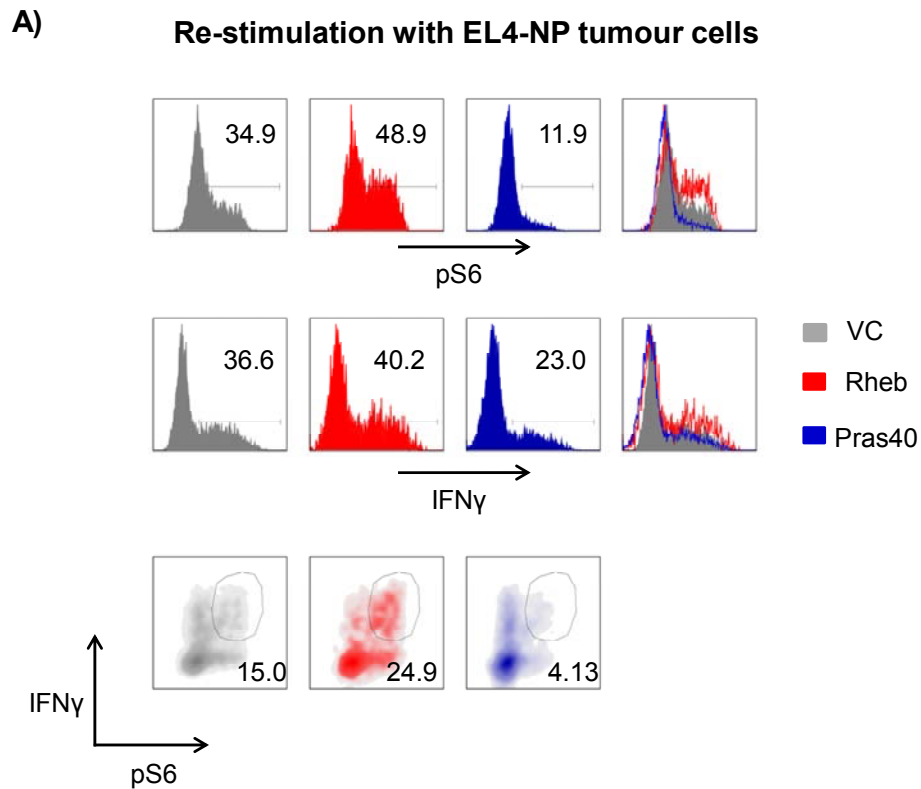 A)
Re-stimulation with EL4-NP tumour cells
34.9
48.9
11.9
pS6
36.6
40.2
23.0
IFNγ
VC
Rheb
Pras40
15.0
24.9
4.13
IFNγ
pS6